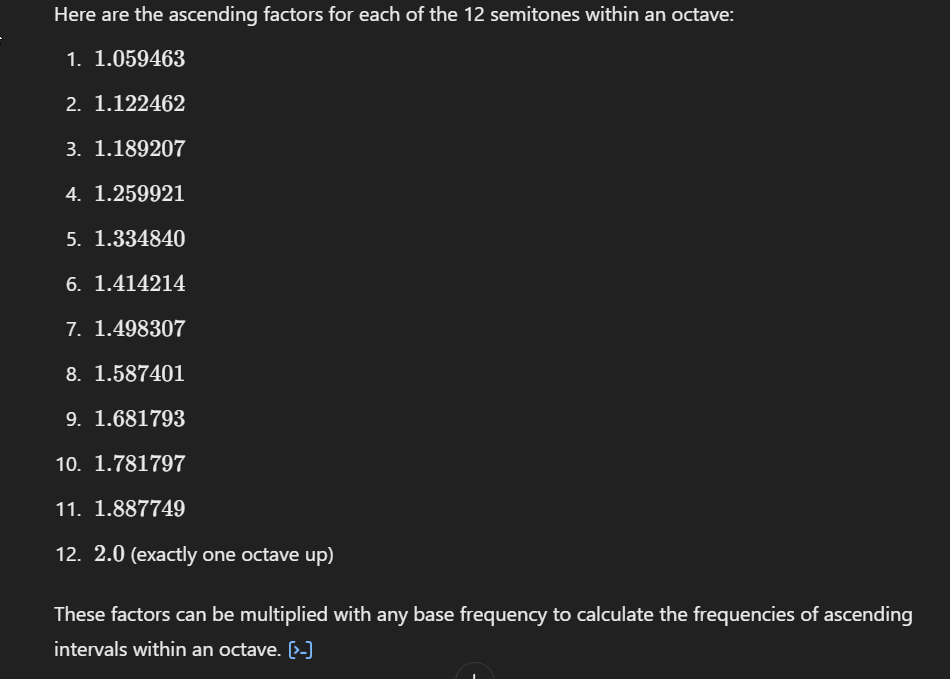 Here are the ascending factors for each of the 12 semitones within an octave:
1. 1.059463
2. 1.122462
3. 1.189207
4. 1.259921
5. 1.334840
6. 1.414214
7. 1.498307
8. 1.587401
9. 1.681793
10. 1.781797
11. 1.887749
12. 2.0 (exactly one octave up)
These factors can be multiplied with any base frequency to calculate the frequencies of ascending
intervals within an octave. [>-]